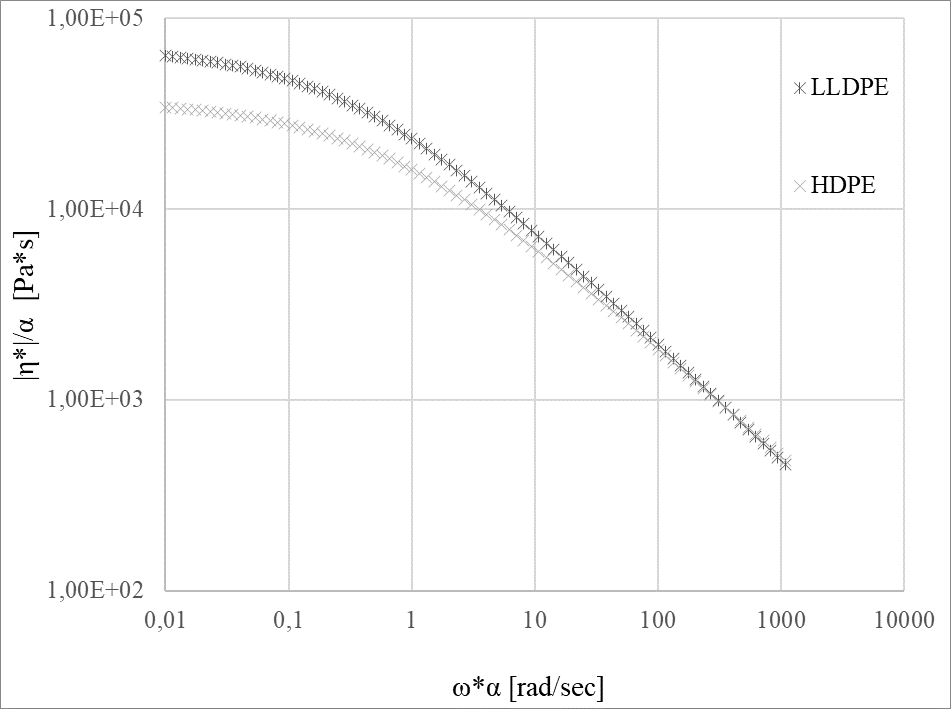 1,00E+05
1,00E+04
1,00E+03
1,00E+02
|η*|/α [Pa*s]
LLDPE
HDPE
0,01 0,1 1 10 100 1000 10000
ω*α [rad/sec]